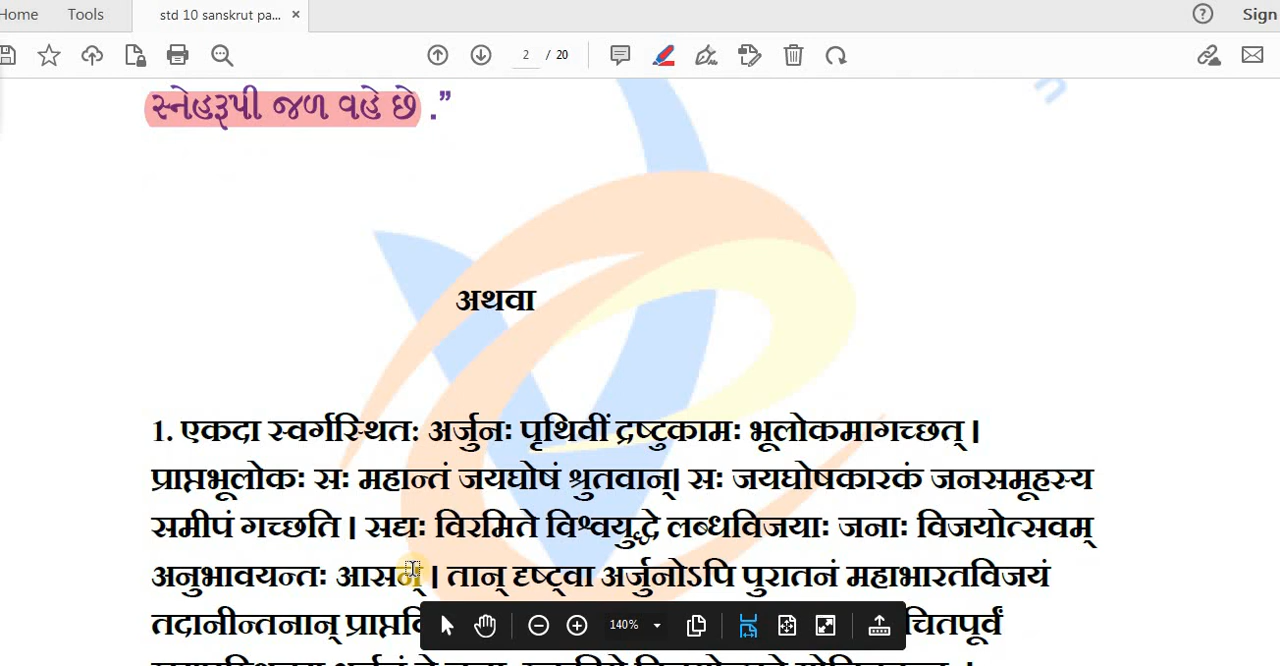 Home Tools std 10 sanskrut pa... × ? Sign
2 / 20
સ્નેહરૂપી જળ વહે છે .”
अथवा
1. एकदा स्वर्गस्थितः अर्जुनः पृथिवीं द्रष्टुकामः भूलोकमागच्छत् ।
प्राप्तभूलोकः सः महान्तं जयघोषं श्रुतवान्। सः जयघोषकारकं जनसमूहस्य
समीपं गच्छति । सद्यः विरमिते विश्वयुद्धे लब्धविजयाः जनाः विजयोत्सवम्
अनुभावयन्तः आसन् । तान् दृष्ट्वा अर्जुनोऽपि पुरातनं महाभारतविजयं
तदानीन्तनान् चितपूर्वं
140%